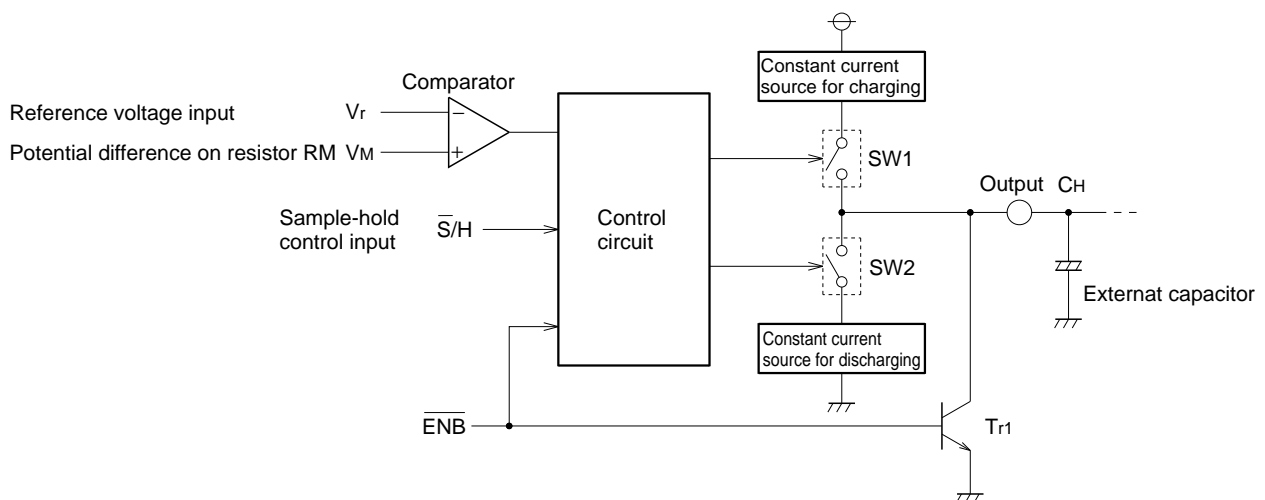 Constant current
source for charging
Comparator
Reference voltage input Vr
−
Potential difference on resistor RM VM
+
SW1
Output CH
Sample-hold
control input
S̅/H
Control
circuit
SW2
Externat capacitor
Constant current
source for discharging
E̅N̅B̅
Tr1